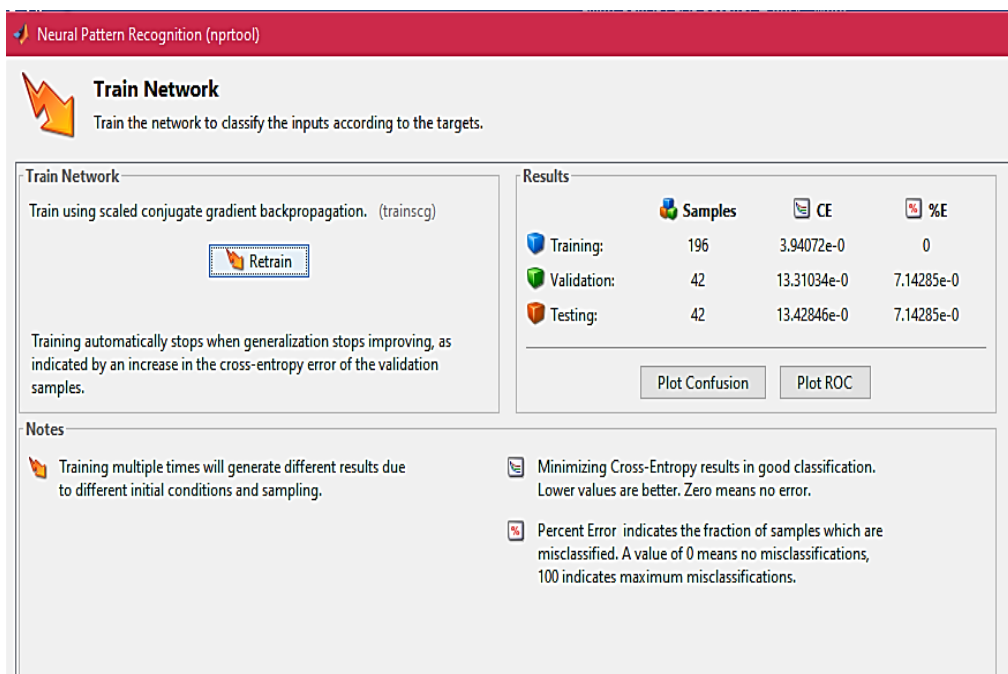 Neural Pattern Recognition (nprtool)
Train Network
Train the network to classify the inputs according to the targets.
Train Network
Train using scaled conjugate gradient backpropagation. (trainscg)
Retrain
Training automatically stops when generalization stops improving, as
indicated by an increase in the cross-entropy error of the validation
samples.
Results
Samples CE %E
Training: 196 3.94072e-0 0
Validation: 42 13.31034e-0 7.14285e-0
Testing: 42 13.42846e-0 7.14285e-0
Plot Confusion Plot ROC
Notes
Training multiple times will generate different results due
to different initial conditions and sampling.
Minimizing Cross-Entropy results in good classification.
Lower values are better. Zero means no error.
Percent Error indicates the fraction of samples which are
misclassified. A value of 0 means no misclassifications,
100 indicates maximum misclassifications.